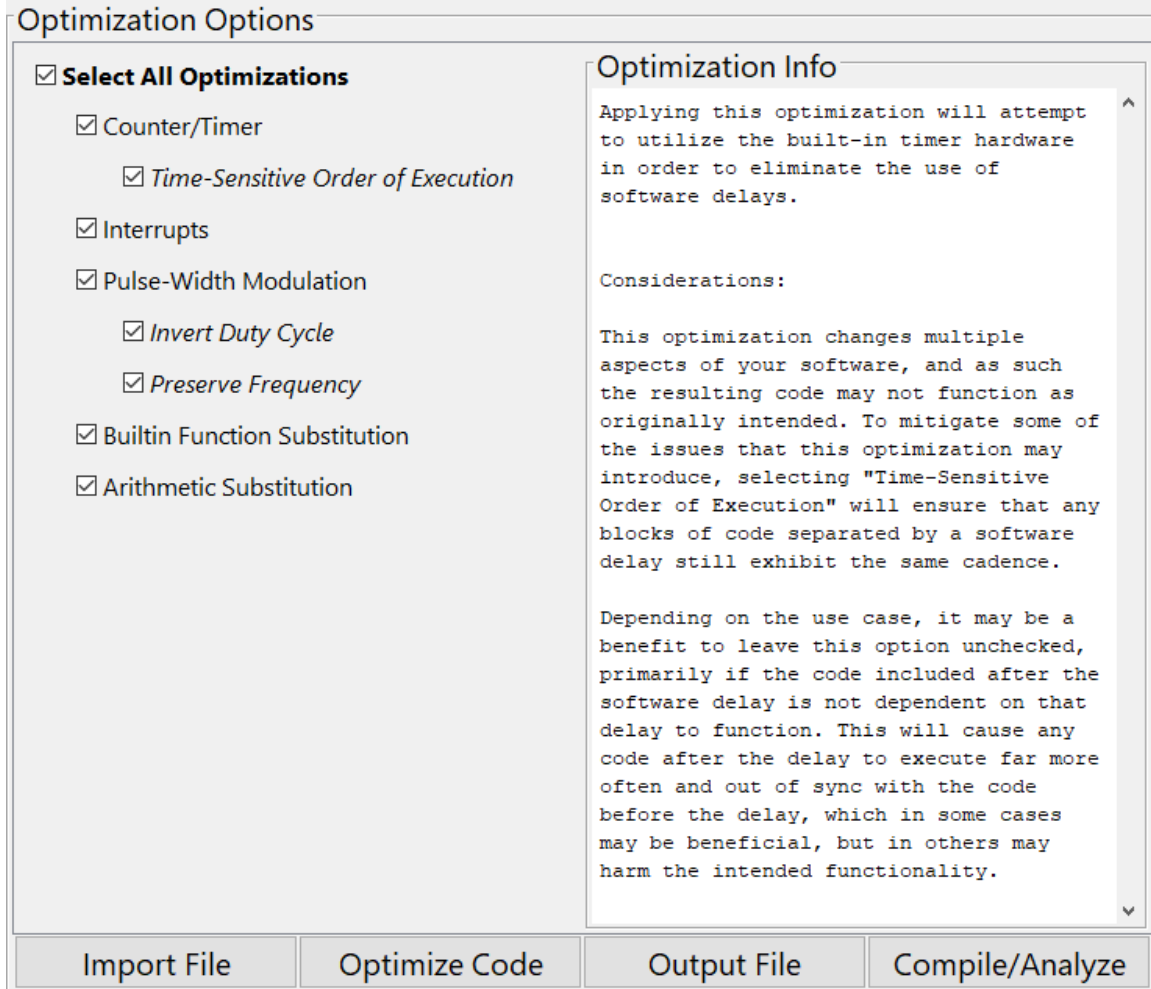 Optimization Options
Select All Optimizations
Counter/Timer
Time-Sensitive Order of Execution
Interrupts
Pulse-Width Modulation
Invert Duty Cycle
Preserve Frequency
Builtin Function Substitution
Arithmetic Substitution
Optimization Info
Applying this optimization will attempt
to utilize the built-in timer hardware
in order to eliminate the use of
software delays.
Considerations:
This optimization changes multiple
aspects of your software, and as such
the resulting code may not function as
originally intended. To mitigate some of
the issues that this optimization may
introduce, selecting "Time-Sensitive
Order of Execution" will ensure that any
blocks of code separated by a software
delay still exhibit the same cadence.
Depending on the use case, it may be a
benefit to leave this option unchecked,
primarily if the code included after the
software delay is not dependent on that
delay to function. This will cause any
code after the delay to execute far more
often and out of sync with the code
before the delay, which in some cases
may be beneficial, but in others may
harm the intended functionality.
Import File
Optimize Code
Output File
Compile/Analyze